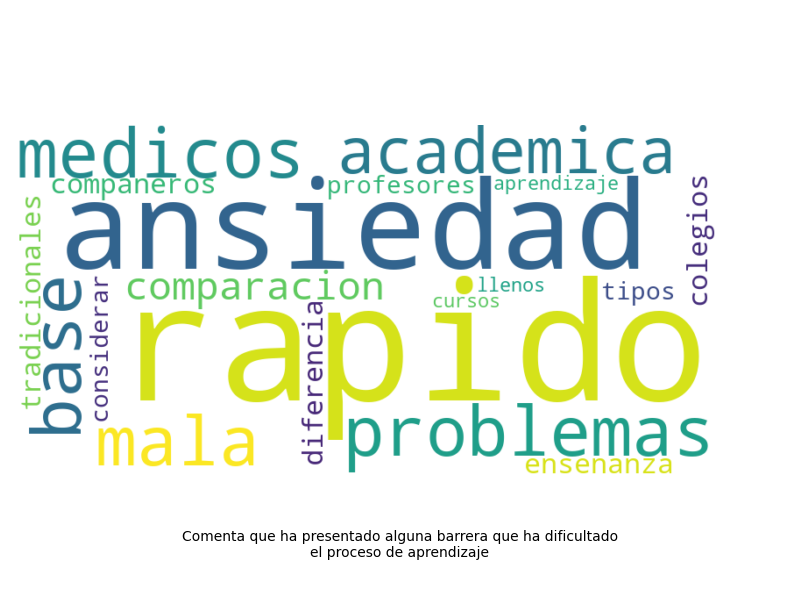 medicos
academica
compañeros
profesores
aprendizaje
ansiedad
tradicionales
colegios
base
considerar
comparacion
llenos
cursos
tipos
rapido
diferencia
mala
problemas
ensenanza
Comenta que ha presentado alguna barrera que ha dificultado
el proceso de aprendizaje